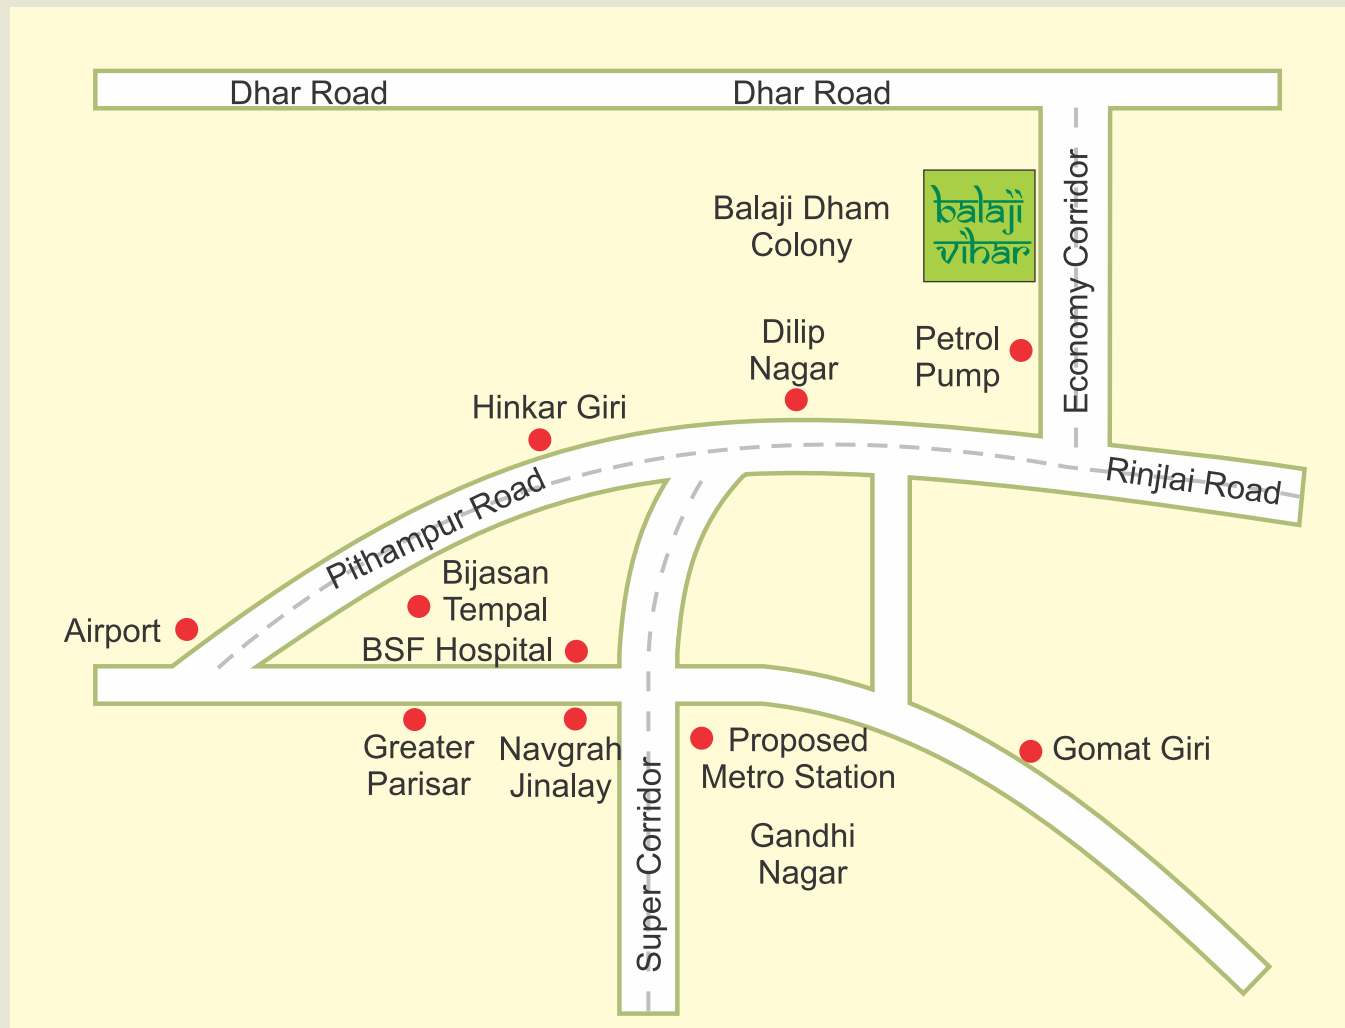 Dhar Road
Dhar Road
Balaji Dham
Colony
balaji
vihar
Economy Corridor
Dilip
Nagar
Petrol
Pump
Hinkar Giri
Pithampur Road
Rinjlai Road
Bijasan
Tempal
Airport
BSF Hospital
Greater
Parisar
Navgrah
Jinalay
Super Corridor
Proposed
Metro Station
Gomat Giri
Gandhi
Nagar